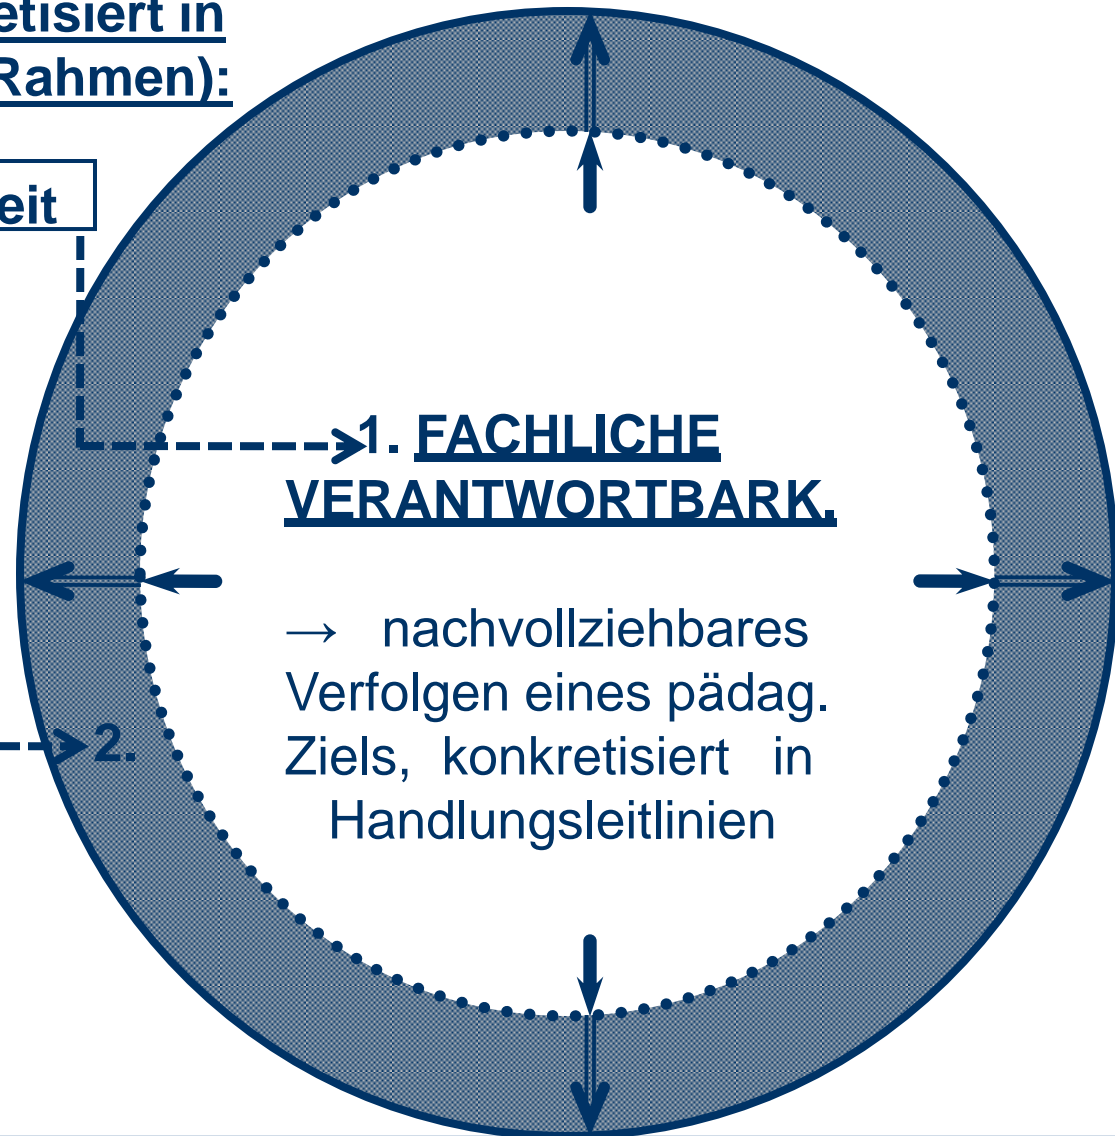 etisiert in
Rahmen):
eit
1. FACHLICHE
VERANTWORTBARK.
→ nachvollziehbares
Verfolgen eines pädag.
Ziels, konkretisiert in
Handlungsleitlinien
2.